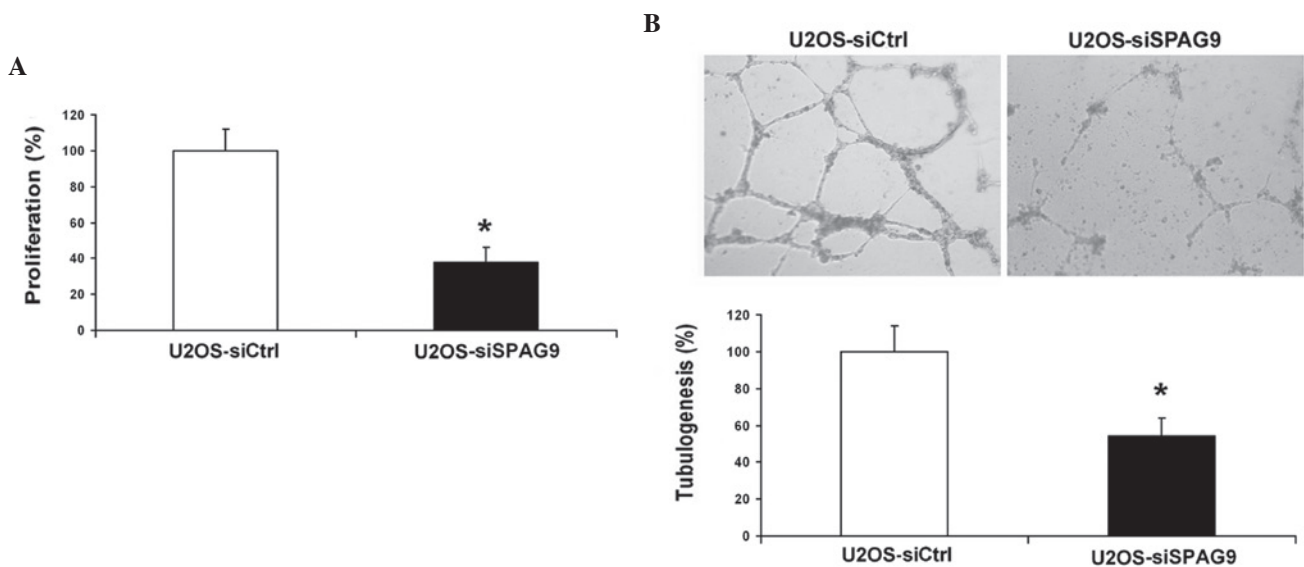 A
Proliferation (%)
120
100
80
60
40
20
0
*
U2OS-siCtrl
U2OS-siSPAG9
B
U2OS-siCtrl
U2OS-siSPAG9
Tubulogenesis (%)
120
100
80
60
40
20
0
*
U2OS-siCtrl
U2OS-siSPAG9